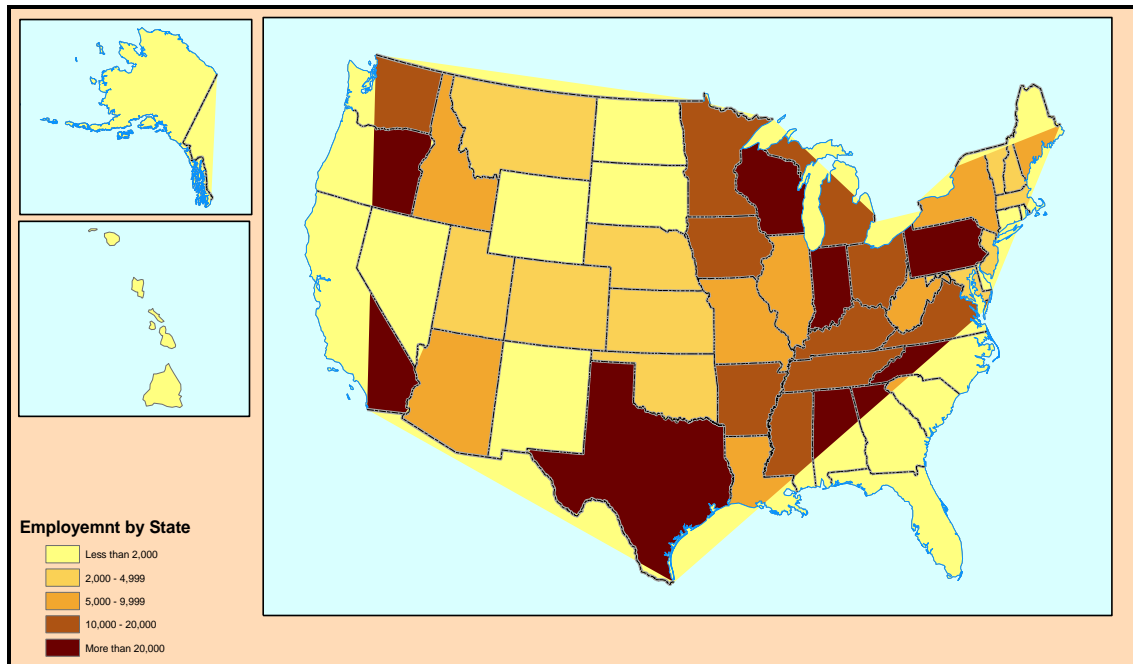 Employemnt by State
Less than 2,000
2,000 - 4,999
5,000 - 9,999
10,000 - 20,000
More than 20,000